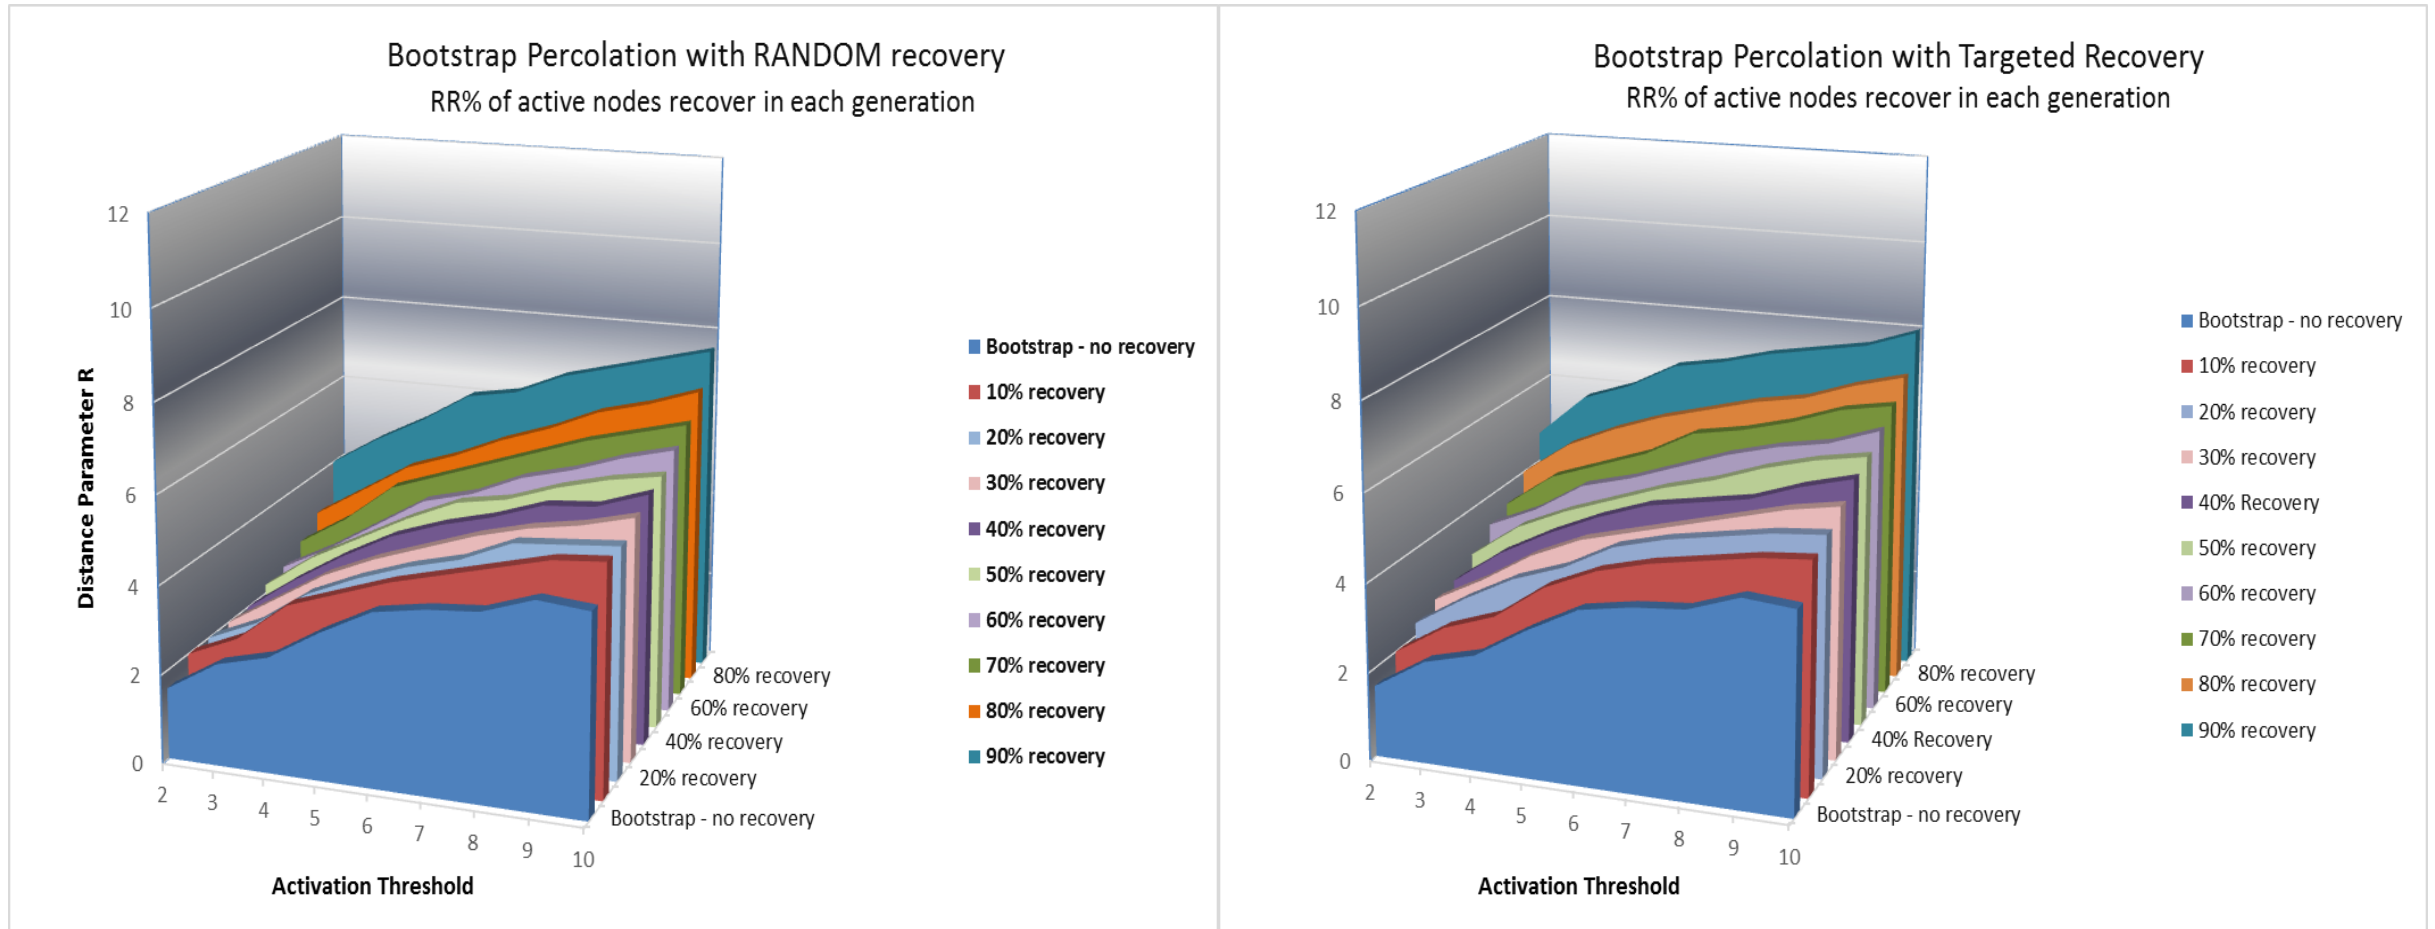 Bootstrap Percolation with RANDOM recovery
RR% of active nodes recover in each generation
12
10
8
6
4
2
0
Distance Parameter R
2
3
4
5
6
7
8
9
10
Activation Threshold
80% recovery
60% recovery
40% recovery
20% recovery
Bootstrap - no recovery
Bootstrap - no recovery
10% recovery
20% recovery
30% recovery
40% recovery
50% recovery
60% recovery
70% recovery
80% recovery
90% recovery
Bootstrap Percolation with Targeted Recovery
RR% of active nodes recover in each generation
12
10
8
6
4
2
0
2
3
4
5
6
7
8
9
10
Activation Threshold
80% recovery
60% recovery
40% Recovery
20% recovery
Bootstrap - no recovery
Bootstrap - no recovery
10% recovery
20% recovery
30% recovery
40% Recovery
50% recovery
60% recovery
70% recovery
80% recovery
90% recovery